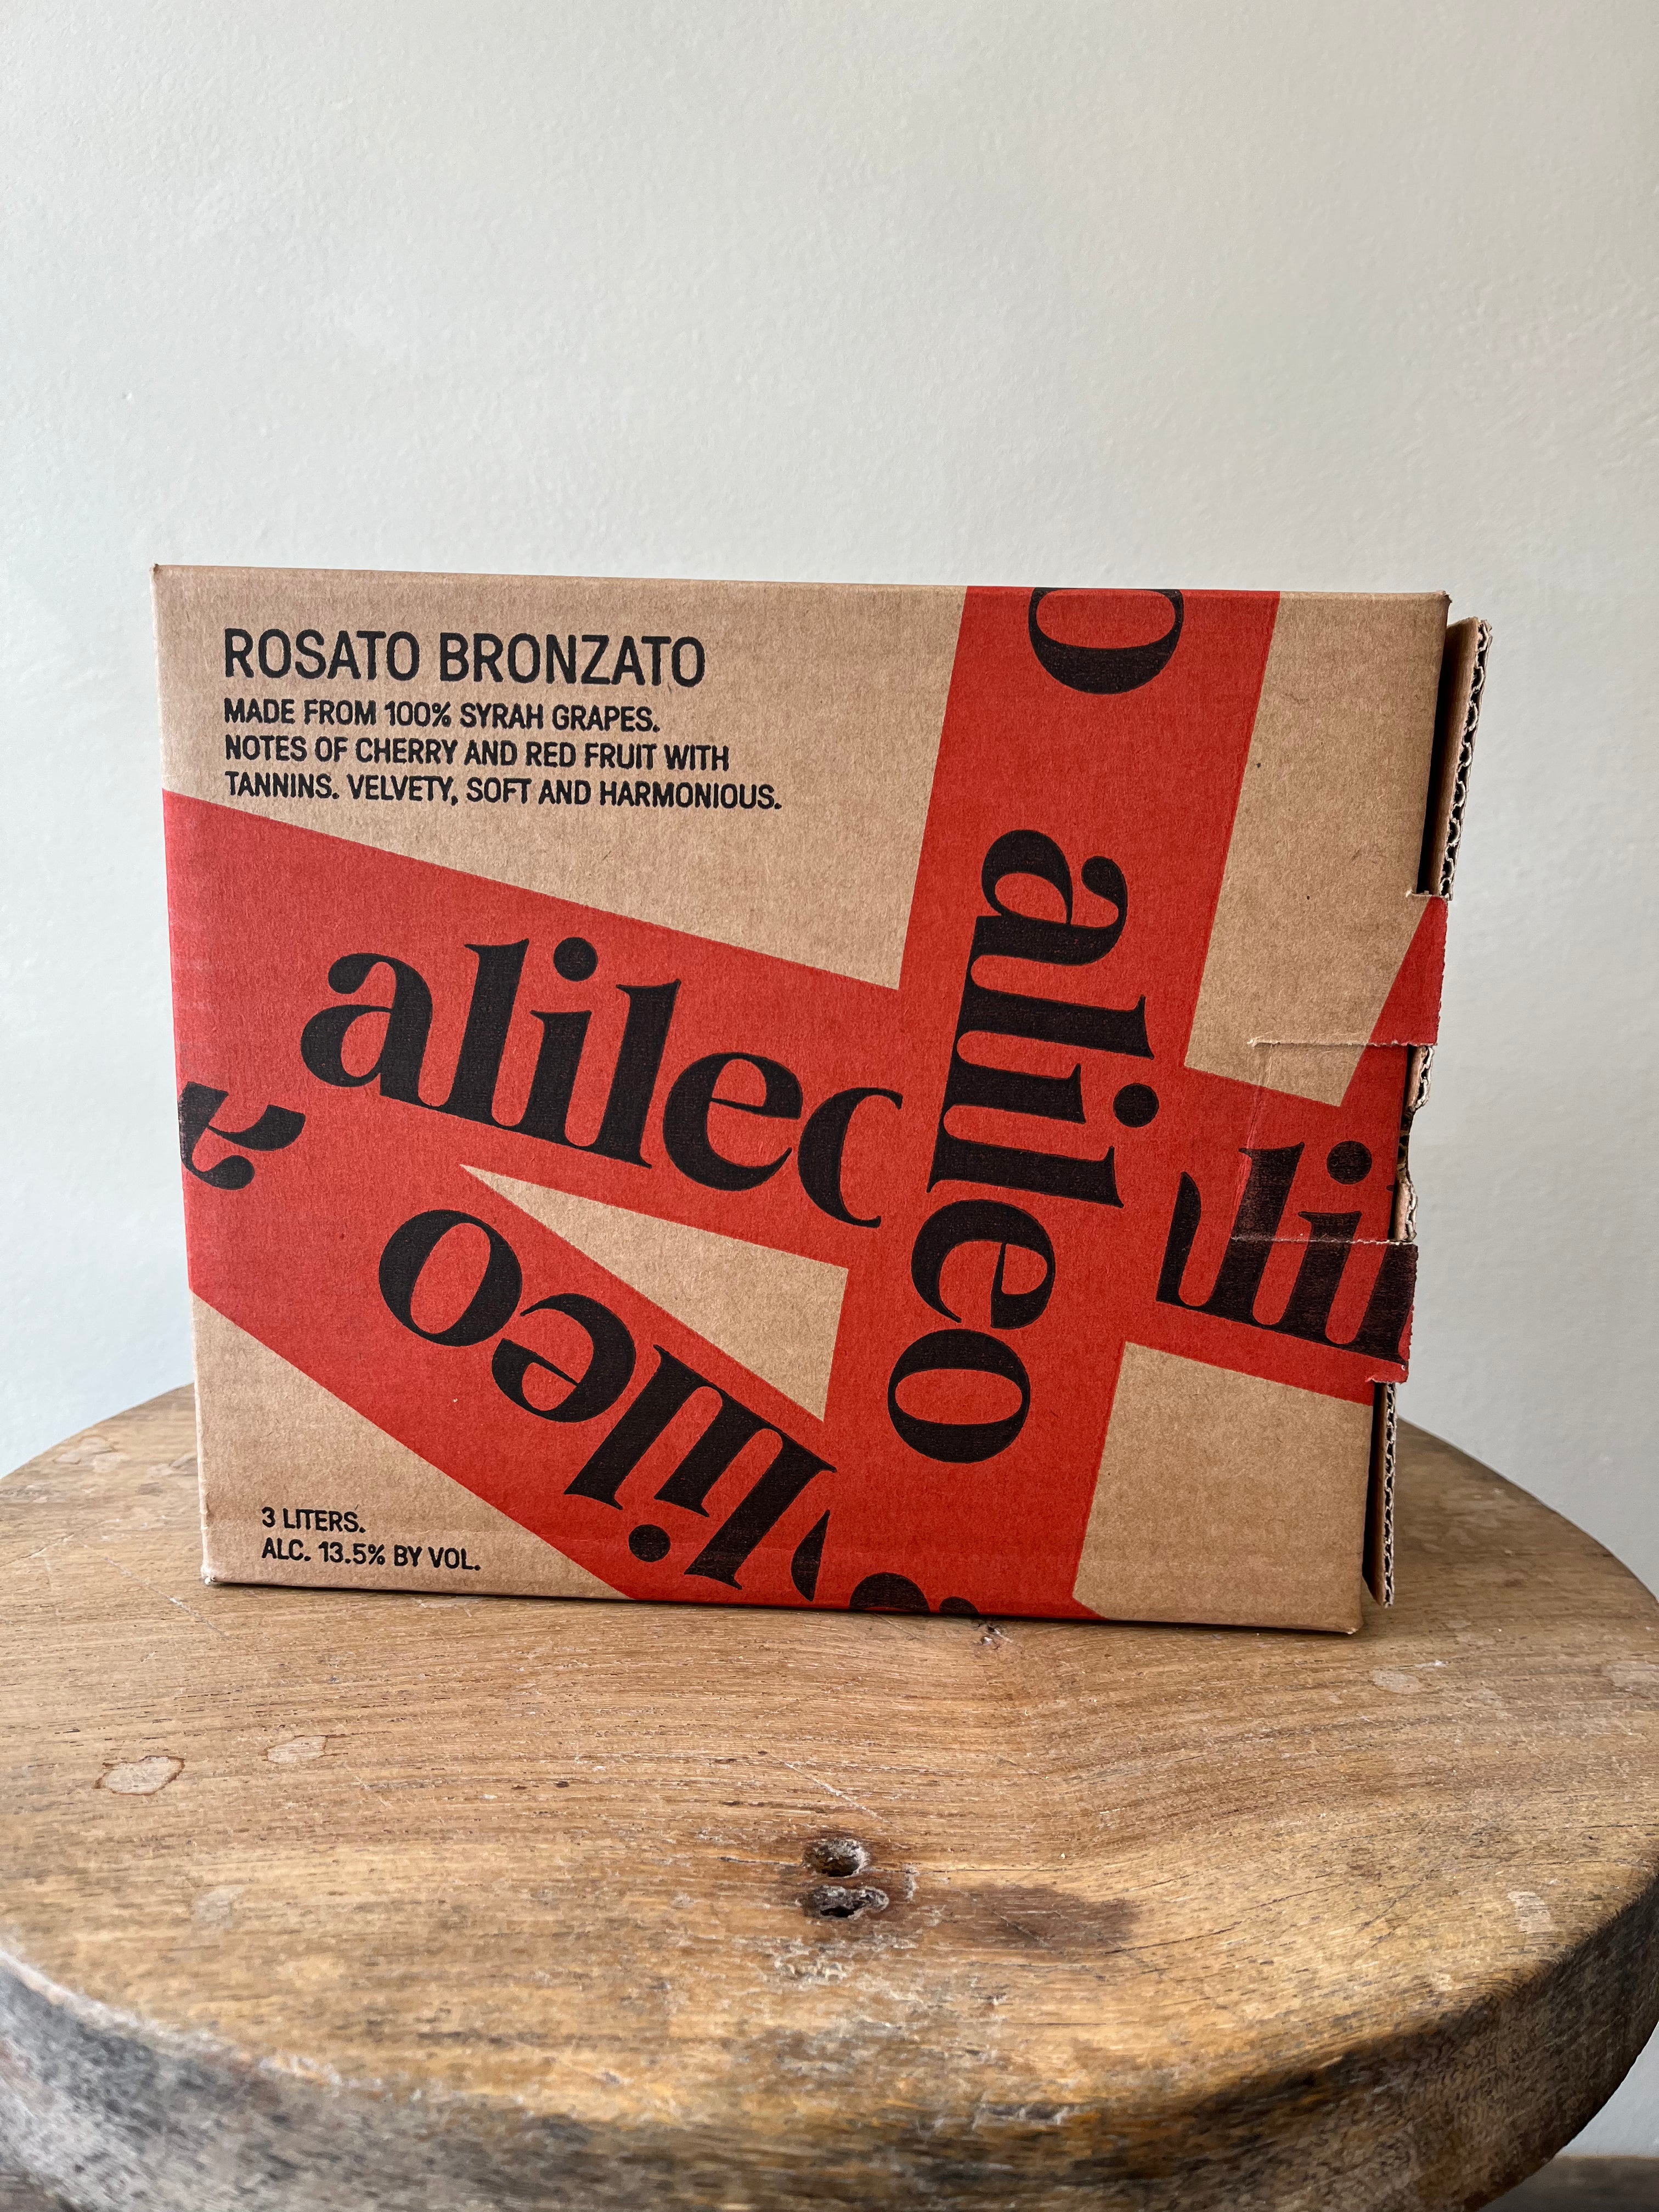 ROSATO BRONZATO
MADE FROM 100% SYRAH GRAPES.
NOTES OF CHERRY AND RED FRUIT WITH
TANNINS. VELVETY, SOFT AND HARMONIOUS.
alileo
alileo
alileo
3 LITERS.
ALC. 13.5% BY VOL.